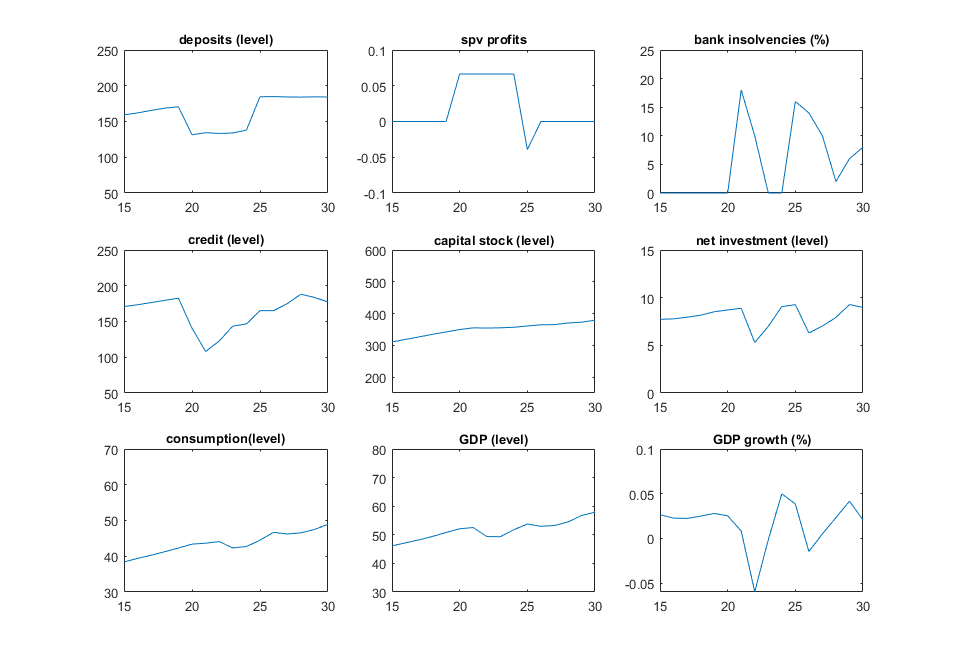 deposits (level)
250
200
150
100
50
15 20 25 30
spv profits
0.1
0.05
0
-0.05
-0.1
15 20 25 30
bank insolvencies (%)
25
20
15
10
5
0
15 20 25 30
credit (level)
250
200
150
100
50
15 20 25 30
capital stock (level)
600
500
400
300
200
15 20 25 30
net investment (level)
15
10
5
0
15 20 25 30
consumption(level)
70
60
50
40
30
15 20 25 30
GDP (level)
80
70
60
50
40
30
15 20 25 30
GDP growth (%)
0.1
0.05
0
-0.05
15 20 25 30